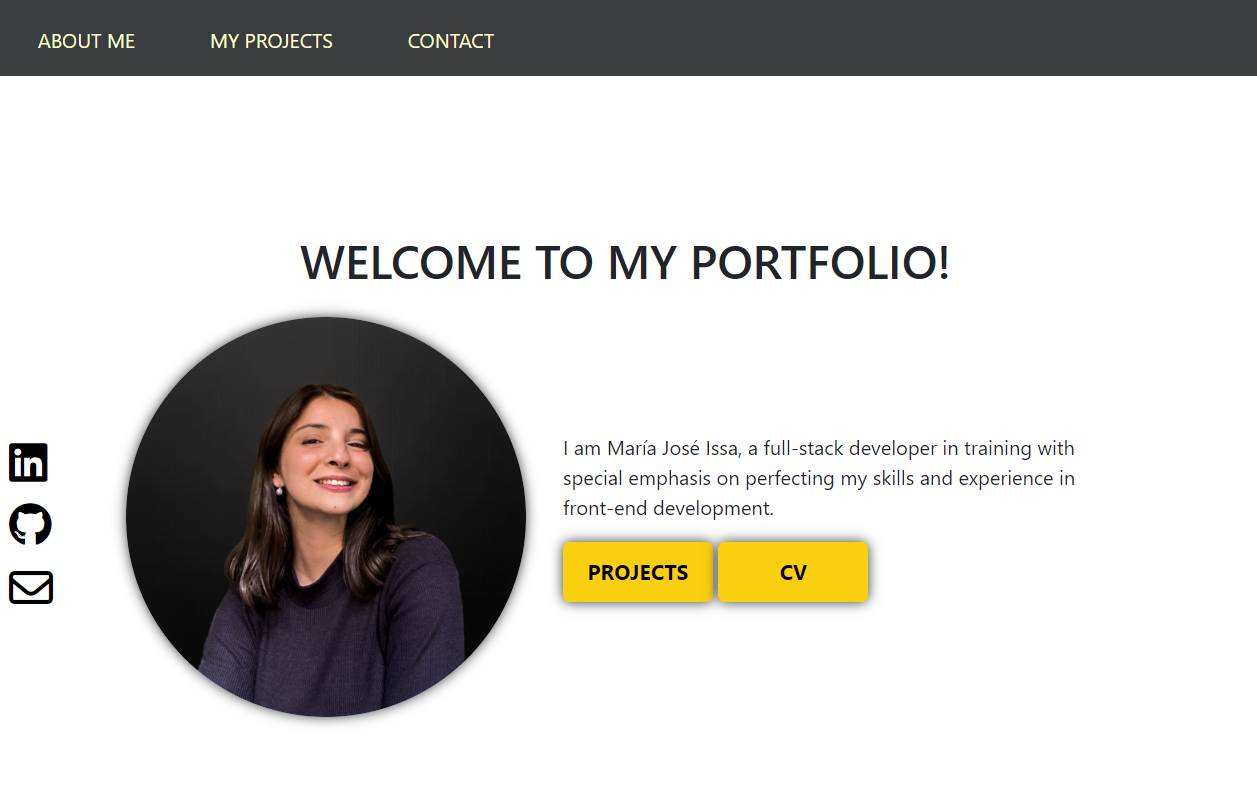 ABOUT ME
MY PROJECTS
CONTACT
WELCOME TO MY PORTFOLIO!
in
I am María José Issa, a full-stack developer in training with
special emphasis on perfecting my skills and experience in
front-end development.
PROJECTS
CV